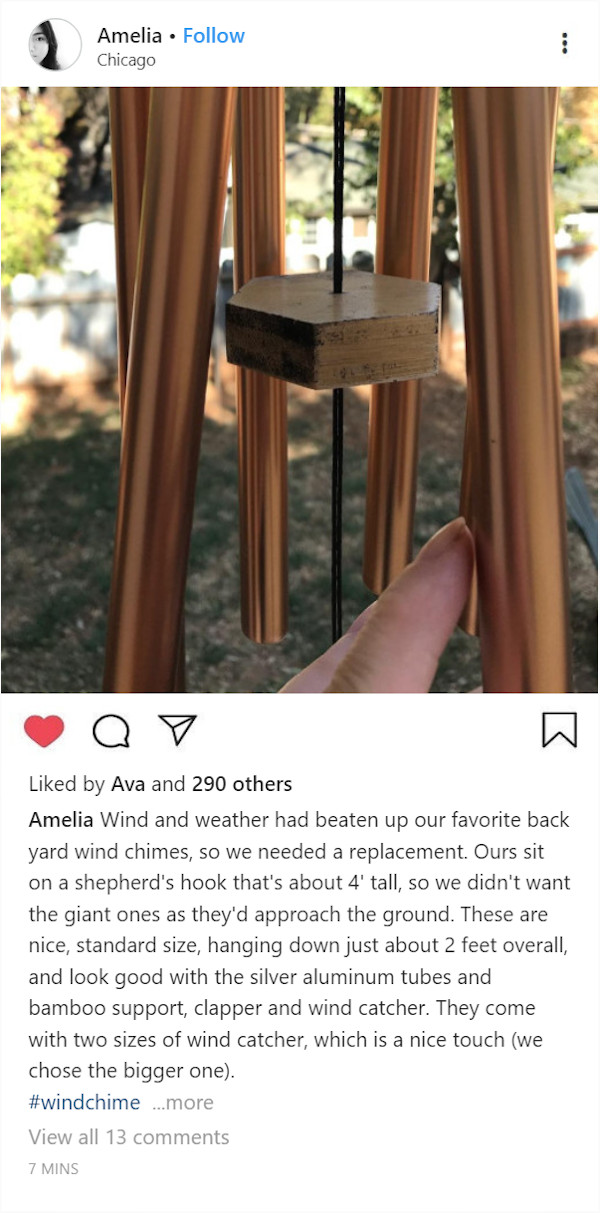 Amelia • Follow
Chicago
Liked by Ava and 290 others
Amelia Wind and weather had beaten up our favorite back
yard wind chimes, so we needed a replacement. Ours sit
on a shepherd's hook that's about 4' tall, so we didn't want
the giant ones as they'd approach the ground. These are
nice, standard size, hanging down just about 2 feet overall,
and look good with the silver aluminum tubes and
bamboo support, clapper and wind catcher. They come
with two sizes of wind catcher, which is a nice touch (we
chose the bigger one).
#windchime ...more
View all 13 comments
7 MINS